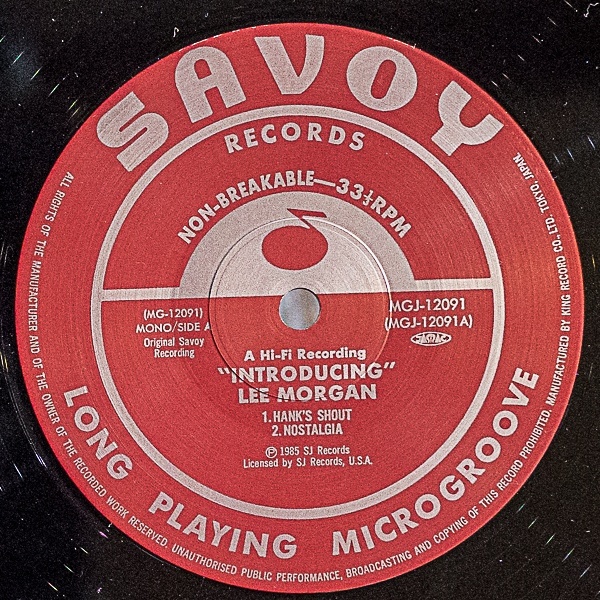 SAVOY
RECORDS
NON-BREAKABLE—33⅓RPM
(MG-12091)
MONO/SIDE A
Original Savoy
Recording
MGJ-12091
(MGJ-12091A)
A Hi-Fi Recording
"INTRODUCING"
LEE MORGAN
1. HANK'S SHOUT
2. NOSTALGIA
Ⓟ 1985 SJ Records
Licensed by SJ Records, U.S.A.
LONG PLAYING MICROGROOVE
ALL RIGHTS OF THE MANUFACTURER AND OF THE OWNER OF THE RECORDED WORK RESERVED. UNAUTHORISED PUBLIC PERFORMANCE, BROADCASTING AND COPYING OF THIS RECORD PROHIBITED. MANUFACTURED BY KING RECORD CO., LTD. TOKYO, JAPAN